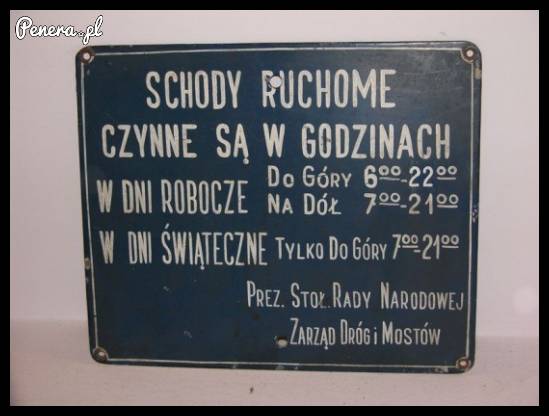 Penera.pl
SCHODY RUCHOME
CZYNNE SĄ W GODZINACH
W DNI ROBOCZE DO GÓRY 6⁰⁰-22⁰⁰
NA DÓŁ 7⁰⁰-21⁰⁰
W DNI ŚWIĄTECZNE TYLKO DO GÓRY 7⁰⁰-21⁰⁰
PREZ. STOŁ. RADY NARODOWEJ
ZARZĄD DRÓG i MOSTÓW